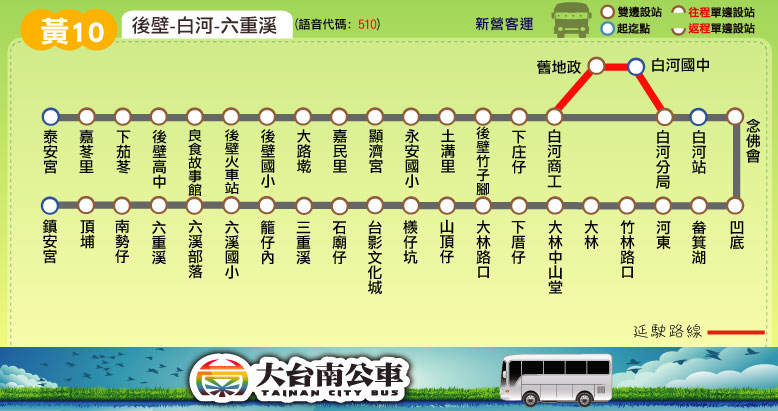 黃10
後壁-白河-六重溪
(語音代碼: 510)
新營客運
雙邊設站
起迄點
往程單邊設站
返程單邊設站
舊地政
白河國中
泰安宮
嘉苳里
下茄苳
後壁高中
良食故事館
後壁火車站
後壁國小
大路墘
嘉民里
顯濟宮
永安國小
土溝里
後壁竹子腳
下庄仔
白河商工
白河分局
白河站
念佛會
鎮安宮
頂埔
南勢仔
六重溪
六溪部落
六溪國小
籠仔內
三重溪
石廟仔
台影文化城
檨仔坑
山頂仔
大林路口
下厝仔
大林中山堂
大林
竹林路口
河東
畚箕湖
凹底
延駛路線
大台南公車
TAINAN CITY BUS